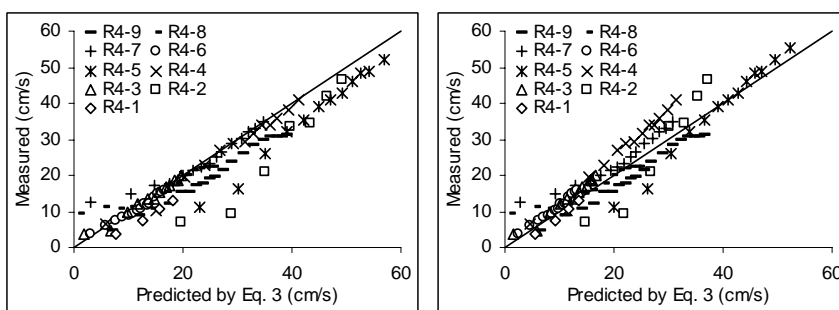 60
50
40
30
20
10
0
Measured (cm/s)
R4-9 R4-8
R4-7 R4-6
R4-5 R4-4
R4-3 R4-2
R4-1
0 20 40 60
Predicted by Eq. 3 (cm/s)
60
50
40
30
20
10
0
Measured (cm/s)
R4-9 R4-8
R4-7 R4-6
R4-5 R4-4
R4-3 R4-2
R4-1
0 20 40 60
Predicted by Eq. 3 (cm/s)